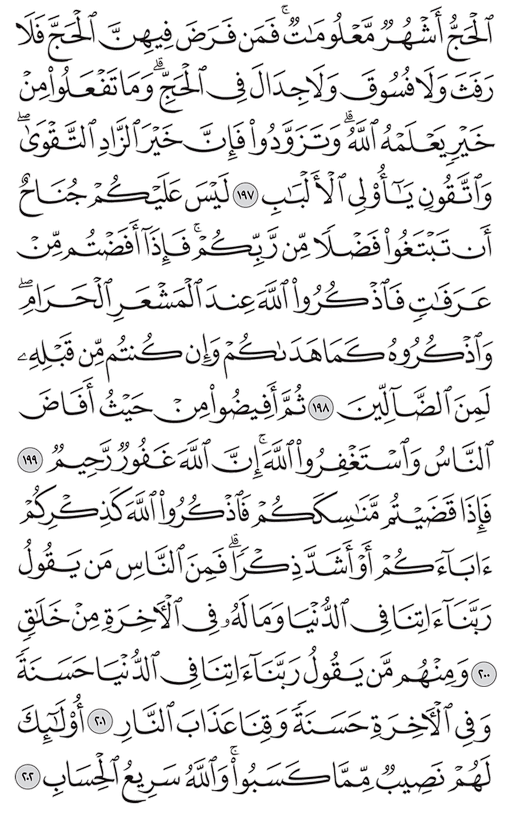 ٱلۡحَجُّ أَشۡهُرٞ مَّعۡلُومَٰتٞۚ فَمَن فَرَضَ فِيهِنَّ ٱلۡحَجَّ فَلَا
رَفَثَ وَلَا فُسُوقَ وَلَا جِدَالَ فِي ٱلۡحَجِّۗ وَمَا تَفۡعَلُواْ مِنۡ
خَيۡرٖ يَعۡلَمۡهُ ٱللَّهُۗ وَتَزَوَّدُواْ فَإِنَّ خَيۡرَ ٱلزَّادِ ٱلتَّقۡوَىٰۖ
وَٱتَّقُونِ يَٰٓأُوْلِي ٱلۡأَلۡبَٰبِ ١٩٧ لَيۡسَ عَلَيۡكُمۡ جُنَاحٌ
أَن تَبۡتَغُواْ فَضۡلٗا مِّن رَّبِّكُمۡۚ فَإِذَآ أَفَضۡتُم مِّنۡ
عَرَفَٰتٖ فَٱذۡكُرُواْ ٱللَّهَ عِندَ ٱلۡمَشۡعَرِ ٱلۡحَرَامِۖ
وَٱذۡكُرُوهُ كَمَا هَدَىٰكُمۡ وَإِن كُنتُم مِّن قَبۡلِهِۦ
لَمِنَ ٱلضَّآلِّينَ ١٩٨ ثُمَّ أَفِيضُواْ مِنۡ حَيۡثُ أَفَاضَ
ٱلنَّاسُ وَٱسۡتَغۡفِرُواْ ٱللَّهَۚ إِنَّ ٱللَّهَ غَفُورٞ رَّحِيمٞ ١٩٩
فَإِذَا قَضَيۡتُم مَّنَٰسِكَكُمۡ فَٱذۡكُرُواْ ٱللَّهَ كَذِكۡرِكُمۡ
ءَابَآءَكُمۡ أَوۡ أَشَدَّ ذِكۡرٗاۗ فَمِنَ ٱلنَّاسِ مَن يَقُولُ
رَبَّنَآ ءَاتِنَا فِي ٱلدُّنۡيَا وَمَا لَهُۥ فِي ٱلۡأٓخِرَةِ مِنۡ خَلَٰقٖ
٢٠٠ وَمِنۡهُم مَّن يَقُولُ رَبَّنَآ ءَاتِنَا فِي ٱلدُّنۡيَا حَسَنَةٗ
وَفِي ٱلۡأٓخِرَةِ حَسَنَةٗ وَقِنَا عَذَابَ ٱلنَّارِ ٢٠١ أُوْلَٰٓئِكَ
لَهُمۡ نَصِيبٞ مِّمَّا كَسَبُواْۚ وَٱللَّهُ سَرِيعُ ٱلۡحِسَابِ ٢٠٢